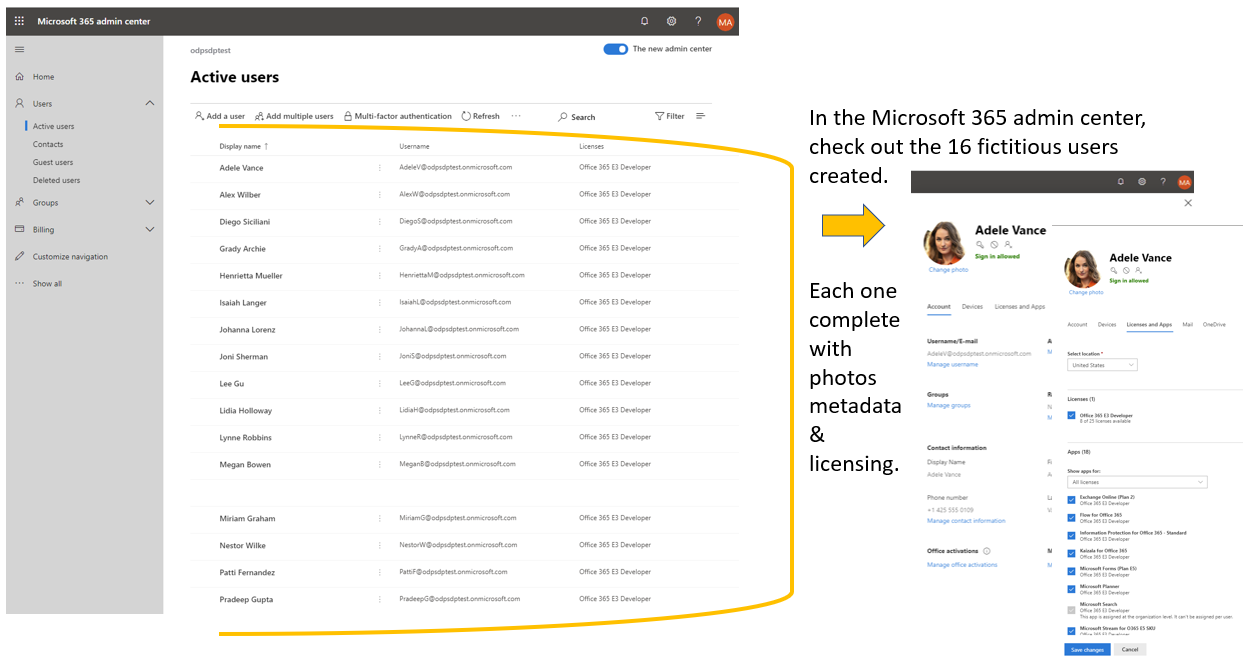 Microsoft 365 admin center
?
MA
odpsdptest
The new admin center
Home
Users
Active users
Contacts
Guest users
Deleted users
Groups
Billing
Customize navigation
Show all
Active users
Add a user Add multiple users Multi-factor authentication Refresh ... Search Filter
Display name ↑ Username Licenses
Adele Vance AdeleV@odpsdptest.onmicrosoft.com Office 365 E3 Developer
Alex Wilber AlexW@odpsdptest.onmicrosoft.com Office 365 E3 Developer
Diego Siciliani DiegoS@odpsdptest.onmicrosoft.com Office 365 E3 Developer
Grady Archie GradyA@odpsdptest.onmicrosoft.com Office 365 E3 Developer
Henrietta Mueller HenriettaM@odpsdptest.onmicrosoft.com Office 365 E3 Developer
Isaiah Langer IsaiahL@odpsdptest.onmicrosoft.com Office 365 E3 Developer
Johanna Lorenz JohannaL@odpsdptest.onmicrosoft.com Office 365 E3 Developer
Joni Sherman JoniS@odpsdptest.onmicrosoft.com Office 365 E3 Developer
Lee Gu LeeG@odpsdptest.onmicrosoft.com Office 365 E3 Developer
Lidia Holloway LidiaH@odpsdptest.onmicrosoft.com Office 365 E3 Developer
Lynne Robbins LynneR@odpsdptest.onmicrosoft.com Office 365 E3 Developer
Megan Bowen MeganB@odpsdptest.onmicrosoft.com Office 365 E3 Developer
Miriam Graham MiriamG@odpsdptest.onmicrosoft.com Office 365 E3 Developer
Nestor Wilke NestorW@odpsdptest.onmicrosoft.com Office 365 E3 Developer
Patti Fernandez PattiF@odpsdptest.onmicrosoft.com Office 365 E3 Developer
Pradeep Gupta PradeepG@odpsdptest.onmicrosoft.com Office 365 E3 Developer
In the Microsoft 365 admin center,
check out the 16 fictitious users
created.
Each one
complete
with
photos
metadata
&
licensing.
?
MA
Adele Vance
Sign in allowed
Change photo
Account Devices Licenses and Apps
Username/E-mail
AdeleV@odpsdptest.onmicrosoft.com
Manage username
Groups
Manage groups
Contact information
Display Name
Adele Vance
Phone number
+1 425 555 0109
Manage contact information
Office activations
Manage office activations
Adele Vance
Sign in allowed
Change photo
Account Devices Licenses and Apps Mail OneDrive
Select location *
United States
Licenses (1)
Office 365 E3 Developer
6 of 25 licenses available
Apps (18)
Show apps for:
All licenses
Exchange Online (Plan 2)
Office 365 E3 Developer
Flow for Office 365
Office 365 E3 Developer
Information Protection for Office 365 - Standard
Office 365 E3 Developer
Kaizala for Office 365
Office 365 E3 Developer
Microsoft Forms (Plan E5)
Office 365 E3 Developer
Microsoft Planner
Office 365 E3 Developer
Microsoft Search
Office 365 E3 Developer
This app is assigned at the organization level. It can't be assigned per user.
Microsoft Stream for O365 E5 SKU
Office 365 E3 Developer
Save changes Cancel